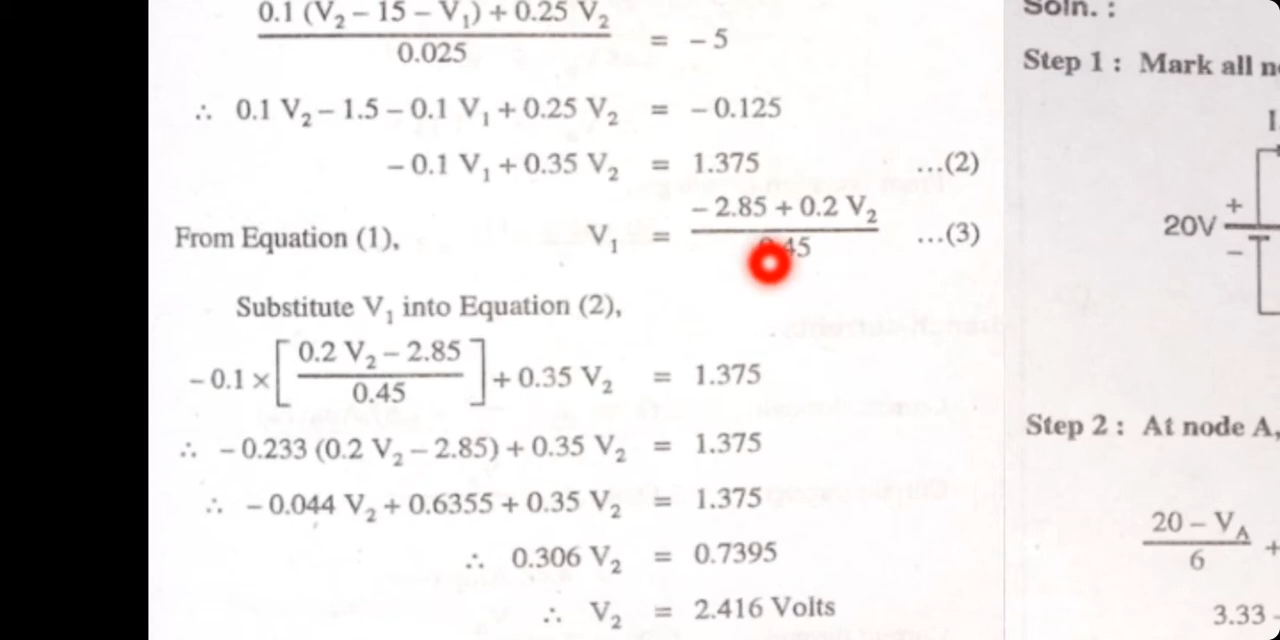 0.1 (V₂ – 15 – V₁) + 0.25 V₂ / 0.025 = – 5
∴ 0.1 V₂ – 1.5 – 0.1 V₁ + 0.25 V₂ = – 0.125
– 0.1 V₁ + 0.35 V₂ = 1.375 ...(2)
From Equation (1), V₁ = – 2.85 + 0.2 V₂ / 0.45 ...(3)
Substitute V₁ into Equation (2),
– 0.1 × [ 0.2 V₂ – 2.85 / 0.45 ] + 0.35 V₂ = 1.375
∴ – 0.233 (0.2 V₂ – 2.85) + 0.35 V₂ = 1.375
∴ – 0.044 V₂ + 0.6355 + 0.35 V₂ = 1.375
∴ 0.306 V₂ = 0.7395
∴ V₂ = 2.416 Volts
Soln. :
Step 1 : Mark all n
20V + –
Step 2 : At node A,
20 – V_A / 6 +
3.33